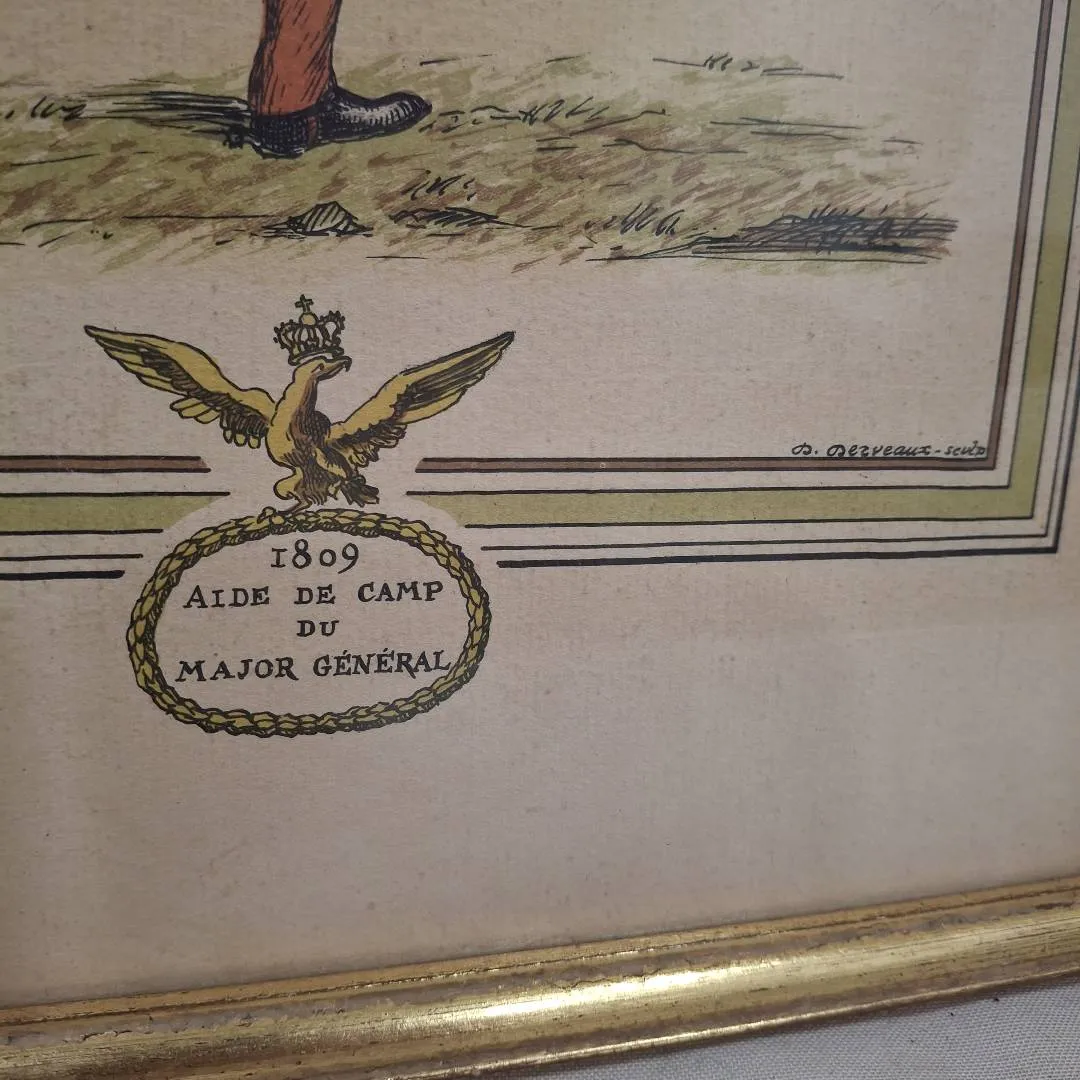 D. Derveaux - sculp
1809
AIDE DE CAMP
DU
MAJOR GÉNÉRAL